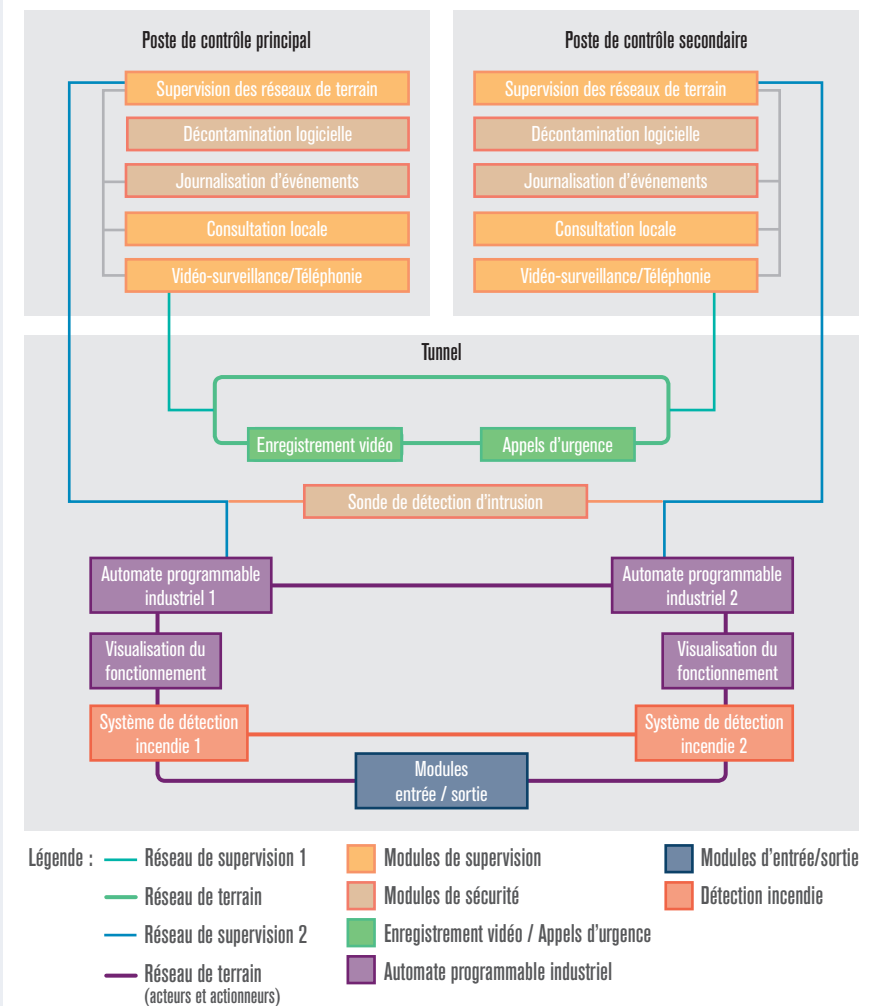 Poste de contrôle principal
Supervision des réseaux de terrain
Décontamination logicielle
Journalisation d'événements
Consultation locale
Vidéo-surveillance/Téléphonie
Poste de contrôle secondaire
Supervision des réseaux de terrain
Décontamination logicielle
Journalisation d'événements
Consultation locale
Vidéo-surveillance/Téléphonie
Tunnel
Enregistrement vidéo
Appels d'urgence
Sonde de détection d'intrusion
Automate programmable
industriel 1
Automate programmable
industriel 2
Visualisation du
fonctionnement
Visualisation du
fonctionnement
Système de détection
incendie 1
Système de détection
incendie 2
Modules
entrée / sortie
Légende :
Réseau de supervision 1
Réseau de terrain
Réseau de supervision 2
Réseau de terrain
(acteurs et actionneurs)
Modules de supervision
Modules de sécurité
Enregistrement vidéo / Appels d'urgence
Automate programmable industriel
Modules d'entrée/sortie
Détection incendie